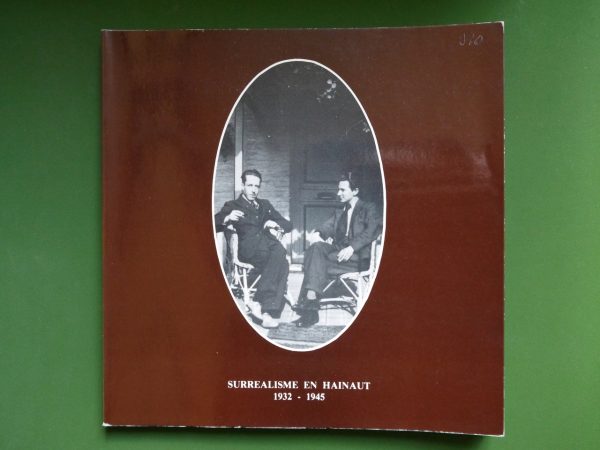 SURREALISME EN HAINAUT
1932 - 1945